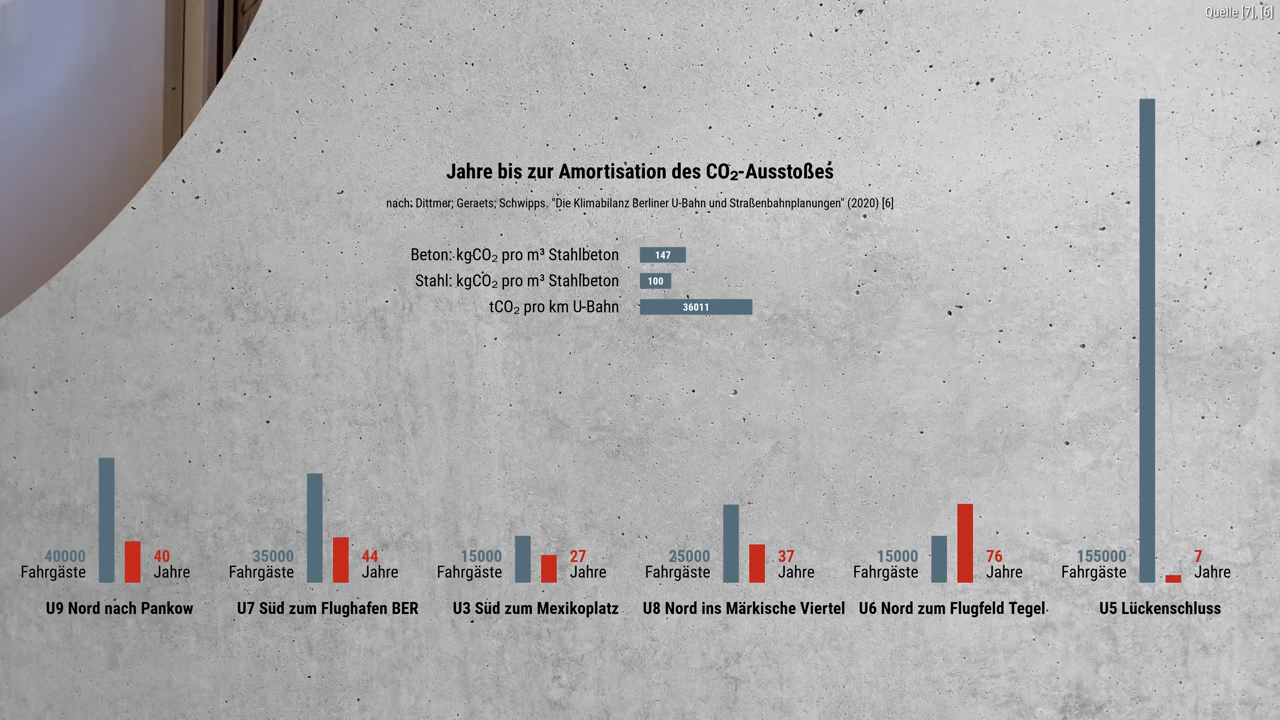 Quelle [7], [6]
Jahre bis zur Amortisation des CO₂-Ausstoßes
nach: Dittmer; Geraets; Schwipps. "Die Klimabilanz Berliner U-Bahn und Straßenbahnplanungen" (2020) [6]
Beton: kgCO₂ pro m³ Stahlbeton 147
Stahl: kgCO₂ pro m³ Stahlbeton 100
tCO₂ pro km U-Bahn 36011
40000 Fahrgäste 40 Jahre
U9 Nord nach Pankow
35000 Fahrgäste 44 Jahre
U7 Süd zum Flughafen BER
15000 Fahrgäste 27 Jahre
U3 Süd zum Mexikoplatz
25000 Fahrgäste 37 Jahre
U8 Nord ins Märkische Viertel
15000 Fahrgäste 76 Jahre
U6 Nord zum Flugfeld Tegel
155000 Fahrgäste 7 Jahre
U5 Lückenschluss